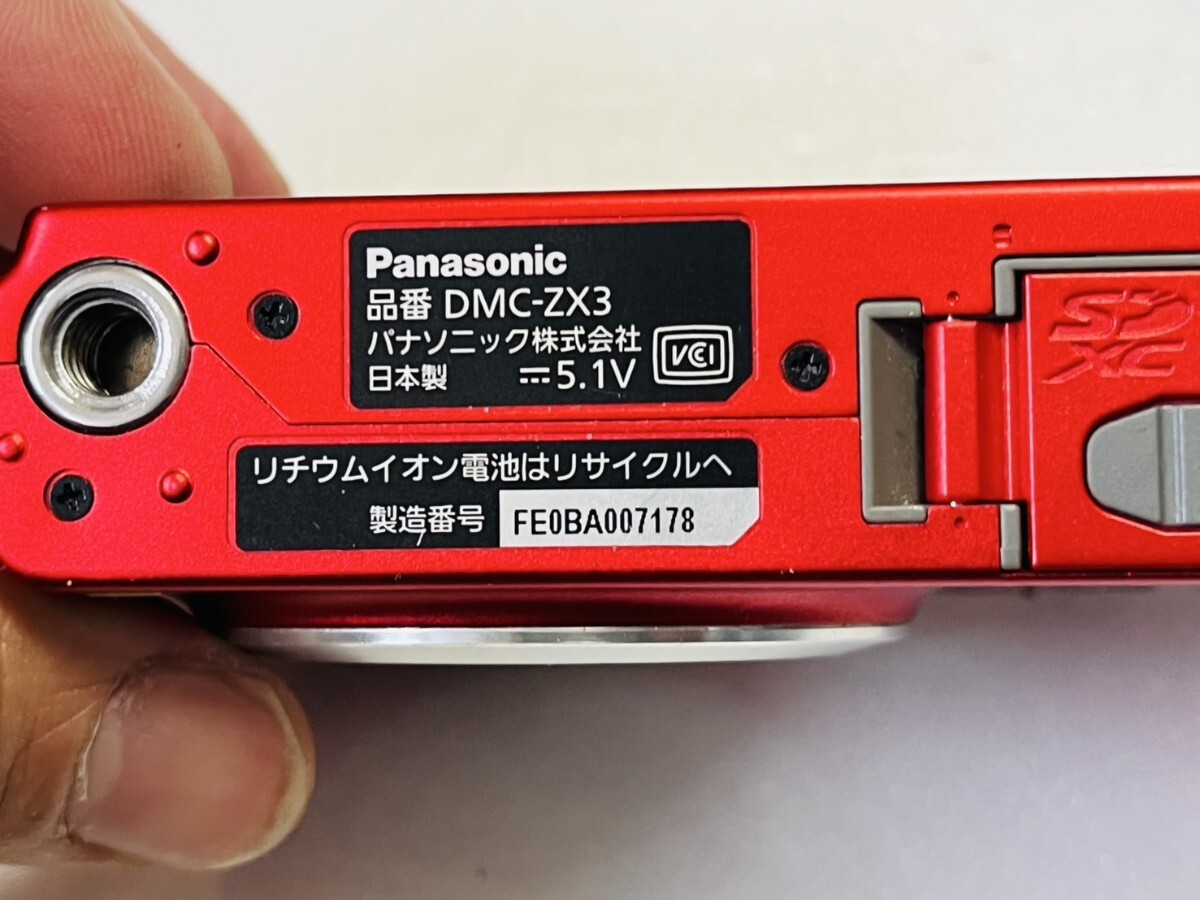 Panasonic
品番 DMC-ZX3
パナソニック株式会社
日本製 ⎓5.1V
VCCI
リチウムイオン電池はリサイクルへ
製造番号 FE0BA007178
SD
XC